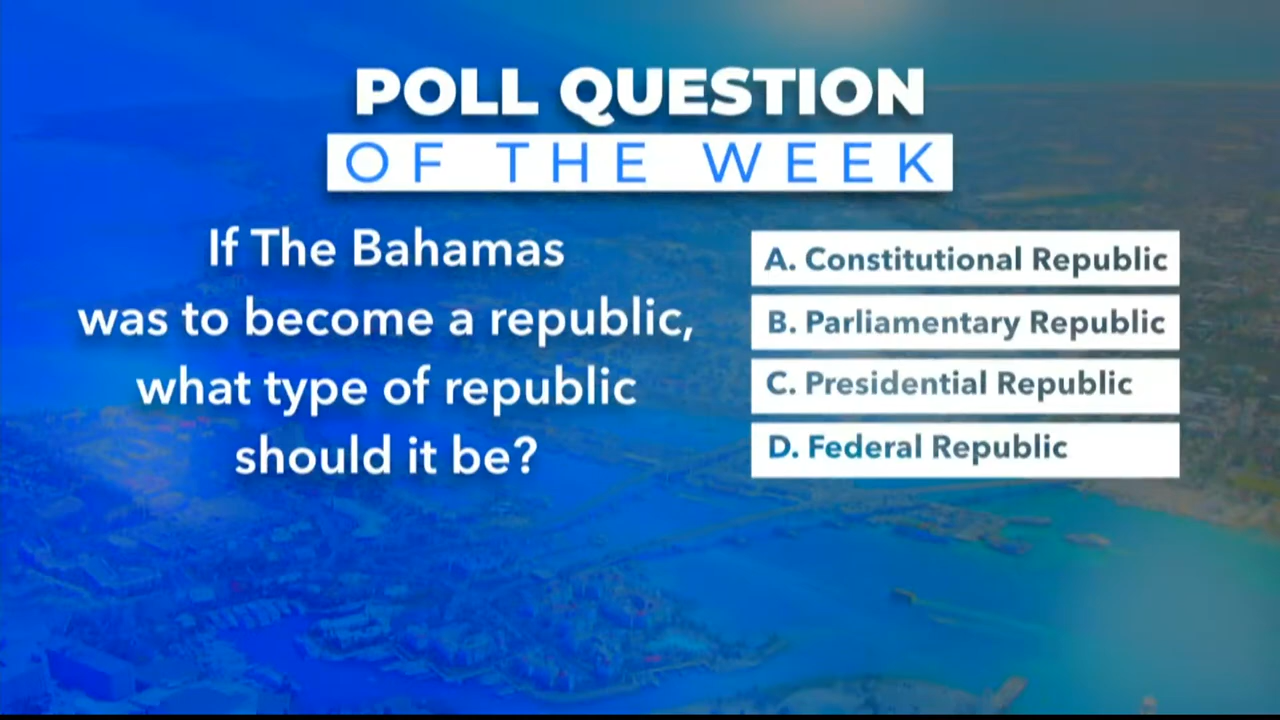 POLL QUESTION
OF THE WEEK
If The Bahamas
was to become a republic,
what type of republic
should it be?
A. Constitutional Republic
B. Parliamentary Republic
C. Presidential Republic
D. Federal Republic